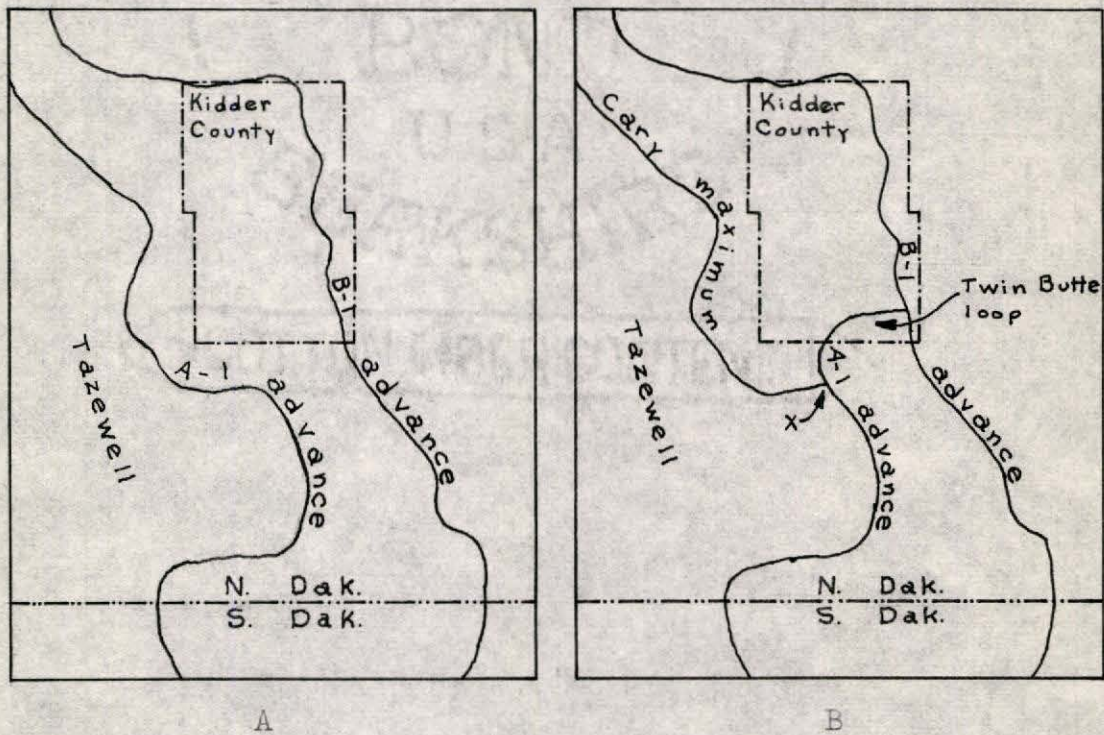 Kidder
County
B-1
advance
A-1
advance
Tazewell
N. Dak.
S. Dak.
A
Kidder
County
Cary maximum
B-1
advance
Twin Butte
loop
A-1
advance
X
Tazewell
N. Dak.
S. Dak.
B